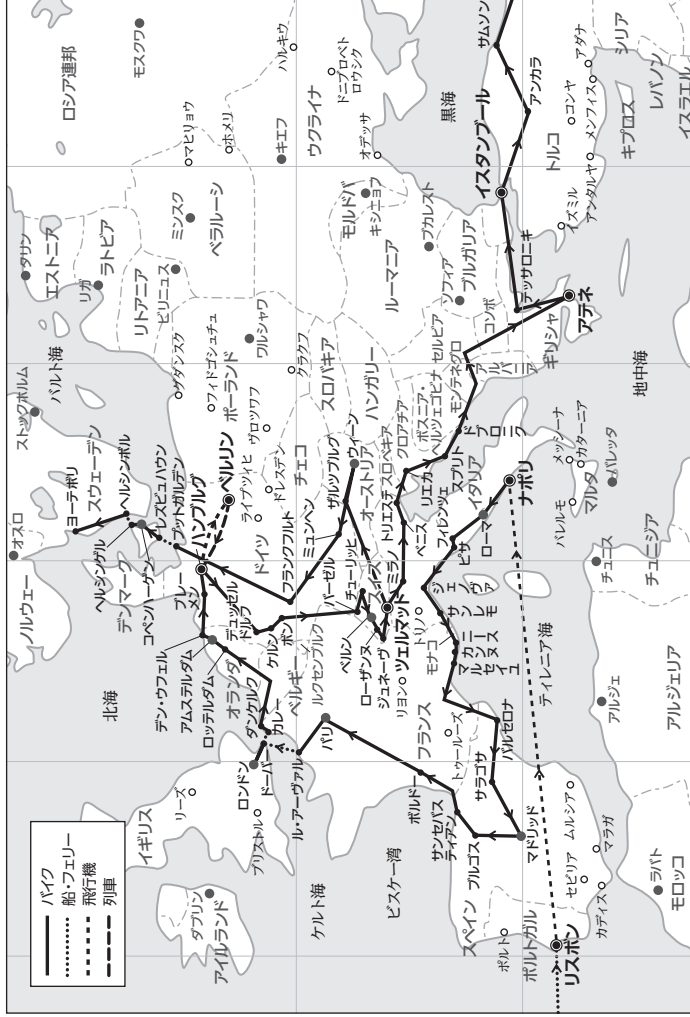 バイク
船・フェリー
飛行機
列車
ノルウェー
オスロ
スウェーデン
ストックホルム
ヨーテボリ
ヘルシンボル
ヘルシンゲル
デンマーク
コペンハーゲン
レズビュハウン
プットガルデン
バルト海
タリン
エストニア
リガ
ラトビア
リトアニア
ビリニュス
ロシア連邦
モスクワ
ミンスク
ベラルーシ
マヒリョウ
ホメリ
キエフ
ウクライナ
ハルキウ
ドニプロペト
ロウシク
オデッサ
北海
イギリス
リーズ
アイルランド
ダブリン
ブリストル
ロンドン
ドーバー
ケルト海
ル・アーヴァル
デン・ウフェル
アムステルダム
ロッテルダム
オランダ
ダンケルク
カレー
ベルギー
ルクセンブルク
ハンブルグ
ブレー
メン
デュッセル
ドルフ
ケルン
ボン
ドイツ
ベルリン
ライプツィヒ
ドレスデン
フランクフルト
ミュンヘン
グダンスク
フィドゴシュチュ
ポーランド
ワルシャワ
ヴロツワフ
クラクフ
チェコ
スロバキア
ザルツブルグ
ウィーン
オーストリア
ハンガリー
バーゼル
チューリッヒ
スイス
ベルン
ローザンヌ
ジュネーヴ
ツェルマット
リヨン
ミラノ
トリノ
パリ
フランス
ボルドー
トゥールーズ
ビスケー湾
サンセバス
ティアン
ブルゴス
スペイン
マドリッド
サラゴサ
バルセロナ
ポルト
ポルトガル
リスボン
セビリア
ムルシア
カディス
マラガ
モロッコ
ラバト
アルジェ
アルジェリア
チュニス
チュニジア
マルセイユ
カンヌ
ニース
モナコ
サンレモ
ジェノヴァ
ピサ
フィレンツェ
ベニス
トリエステ
スロベキア
クロアチア
リエカ
スプリト
ドブロニク
ボスニア・
ヘルツェゴビナ
モンテネグロ
セルビア
コソボ
アルバニア
イタリア
ローマ
ナポリ
ティレニア海
パレルモ
メッシーナ
カターニア
マルタ
バレッタ
地中海
ルーマニア
ブカレスト
モルドバ
キシニョフ
ブルガリア
ソフィア
ギリシャ
テッサロニキ
アテネ
黒海
イスタンブール
トルコ
アンカラ
サムソン
イズミル
コンヤ
アンタルヤ
メンフィス
アダナ
キプロス
シリア
レバノン
イスラエル